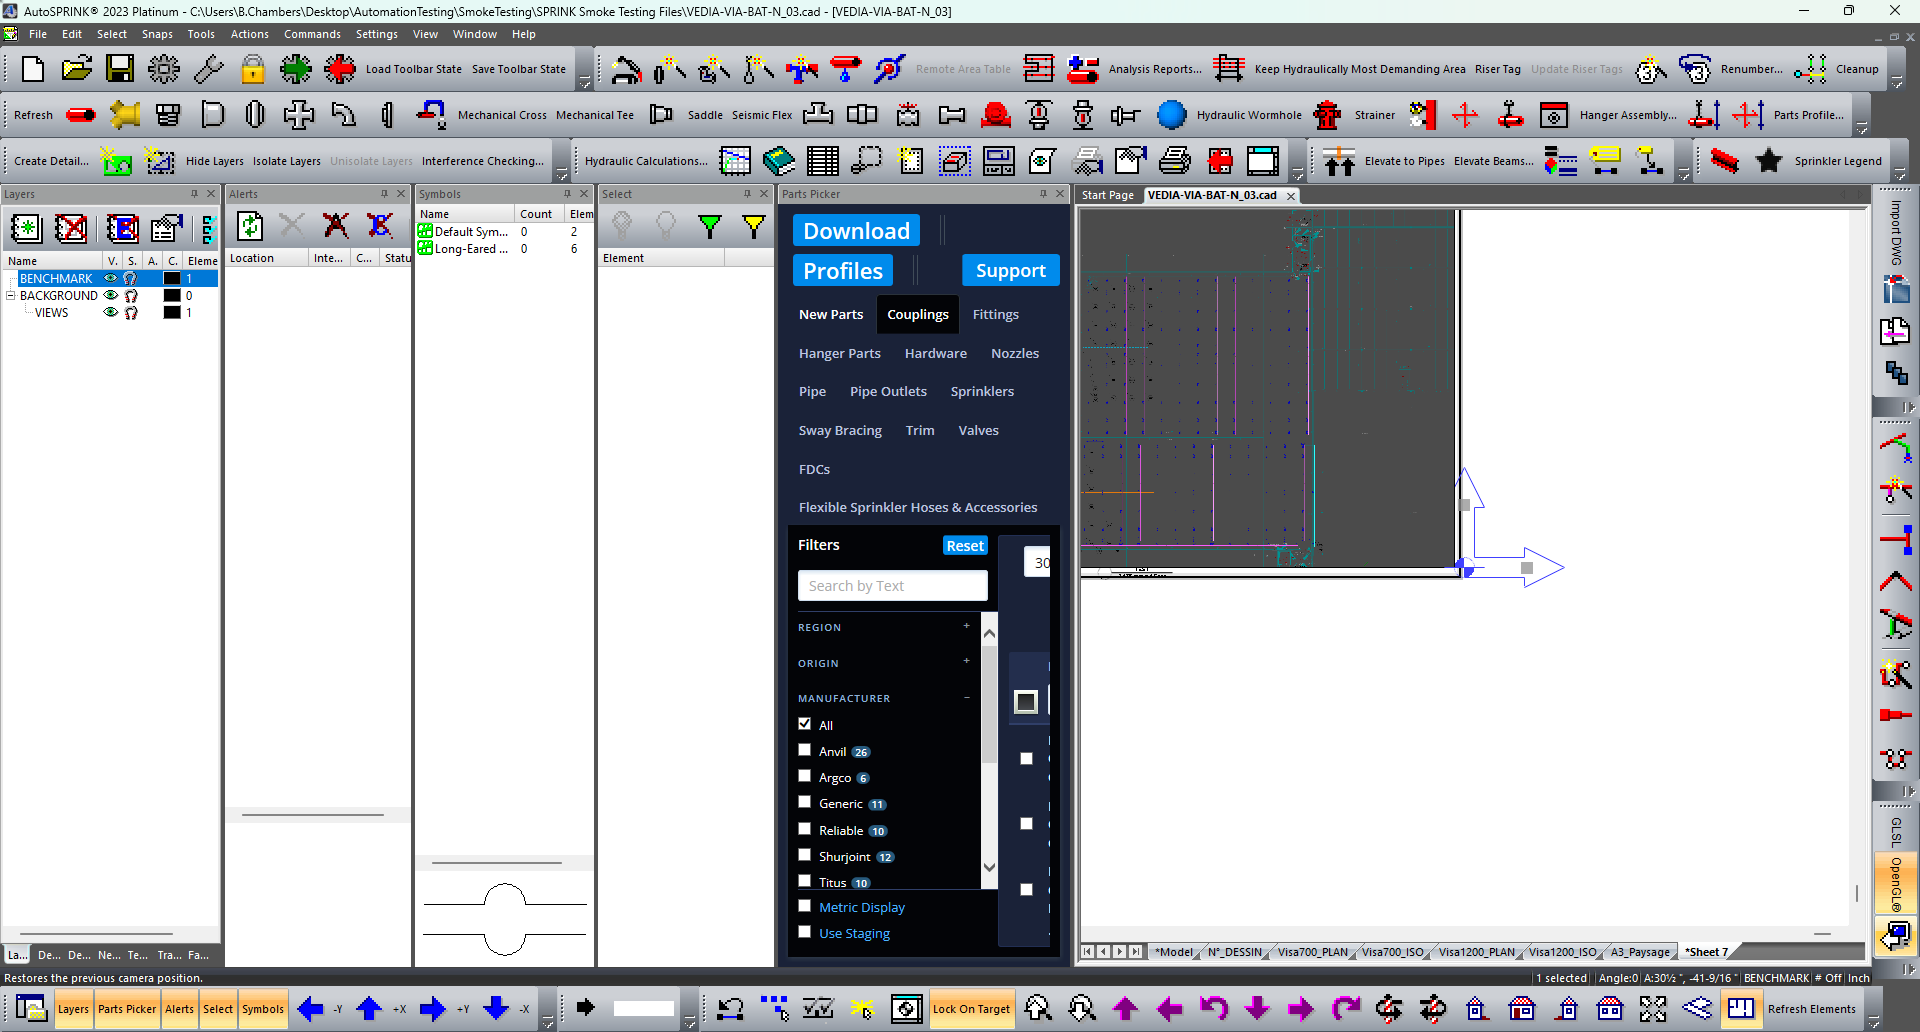 AutoSPRINK® 2023 Platinum - C:\Users\B.Chambers\Desktop\AutomationTesting\SmokeTesting\SPRINK Smoke Testing Files\VEDIA-VIA-BAT-N_03.cad - [VEDIA-VIA-BAT-N_03]
File Edit Select Snaps Tools Actions Commands Settings View Window Help
Load Toolbar State Save Toolbar State Remote Area Table Analysis Reports... Keep Hydraulically Most Demanding Area Riser Tag Update Riser Tags Renumber... Cleanup
Refresh Mechanical Cross Mechanical Tee Saddle Seismic Flex Hydraulic Wormhole Strainer Hanger Assembly... Parts Profile...
Create Detail... Hide Layers Isolate Layers Unisolate Layers Interference Checking... Hydraulic Calculations... Elevate to Pipes Elevate Beams... Sprinkler Legend
Layers
Name V. S. A. C. Eleme
BENCHMARK 1
BACKGROUND 0
VIEWS 1
La... De... De... Ne... Te... Tra... Fa...
Alerts
Location Inte... C... Statu
Symbols
Name Count Elem
Default Sym... 0 2
Long-Eared ... 0 6
Select
Element
Parts Picker
Download
Profiles Support
New Parts Couplings Fittings
Hanger Parts Hardware Nozzles
Pipe Pipe Outlets Sprinklers
Sway Bracing Trim Valves
FDCs
Flexible Sprinkler Hoses & Accessories
Filters Reset
30
Search by Text
REGION +
ORIGIN +
MANUFACTURER −
All
Anvil 26
Argco 6
Generic 11
Reliable 10
Shurjoint 12
Titus 10
Metric Display
Use Staging
Start Page VEDIA-VIA-BAT-N_03.cad
*Model N°_DESSIN Visa700_PLAN Visa700_ISO Visa1200_PLAN Visa1200_ISO A3_Paysage *Sheet 7
Import DWG
GLSL
OpenGL®
Restores the previous camera position.
1 selected Angle:0 A:30½ ", -41-9/16 " BENCHMARK # Off Inch
Layers Parts Picker Alerts Select Symbols -Y +X +Y -X Lock On Target Refresh Elements